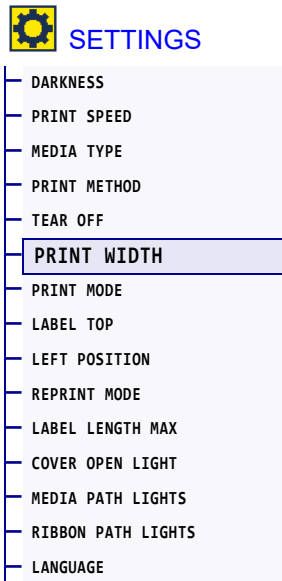 SETTINGS
DARKNESS
PRINT SPEED
MEDIA TYPE
PRINT METHOD
TEAR OFF
PRINT WIDTH
PRINT MODE
LABEL TOP
LEFT POSITION
REPRINT MODE
LABEL LENGTH MAX
COVER OPEN LIGHT
MEDIA PATH LIGHTS
RIBBON PATH LIGHTS
LANGUAGE